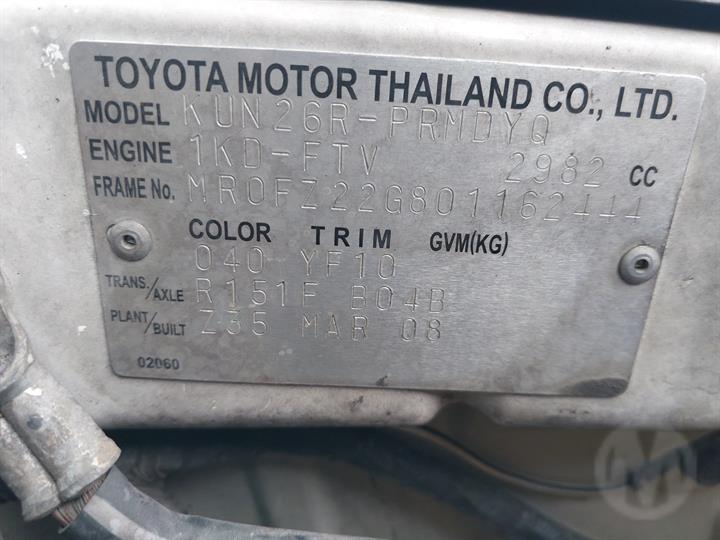 TOYOTA MOTOR THAILAND CO., LTD.
MODEL KUN26R-PRMDYQ
ENGINE 1KD-FTV 2982 CC
FRAME No. MR0FZ22G801162444
COLOR TRIM GVM(KG)
040 YF10
TRANS./AXLE R151F B04B
PLANT/BUILT Z35 MAR 08
02060
M